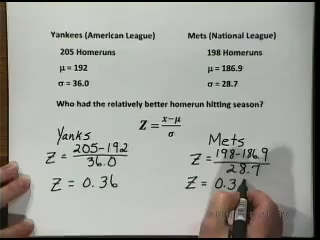 Yankees (American League) Mets (National League)
205 Homeruns 198 Homeruns
μ = 192 μ = 186.9
σ = 36.0 σ = 28.7
Who had the relatively better homerun hitting season?
Z = x-μ / σ
Yanks Mets
Z = 205-192 / 36.0 Z = 198-186.9 / 28.7
Z = 0.36 Z = 0.3